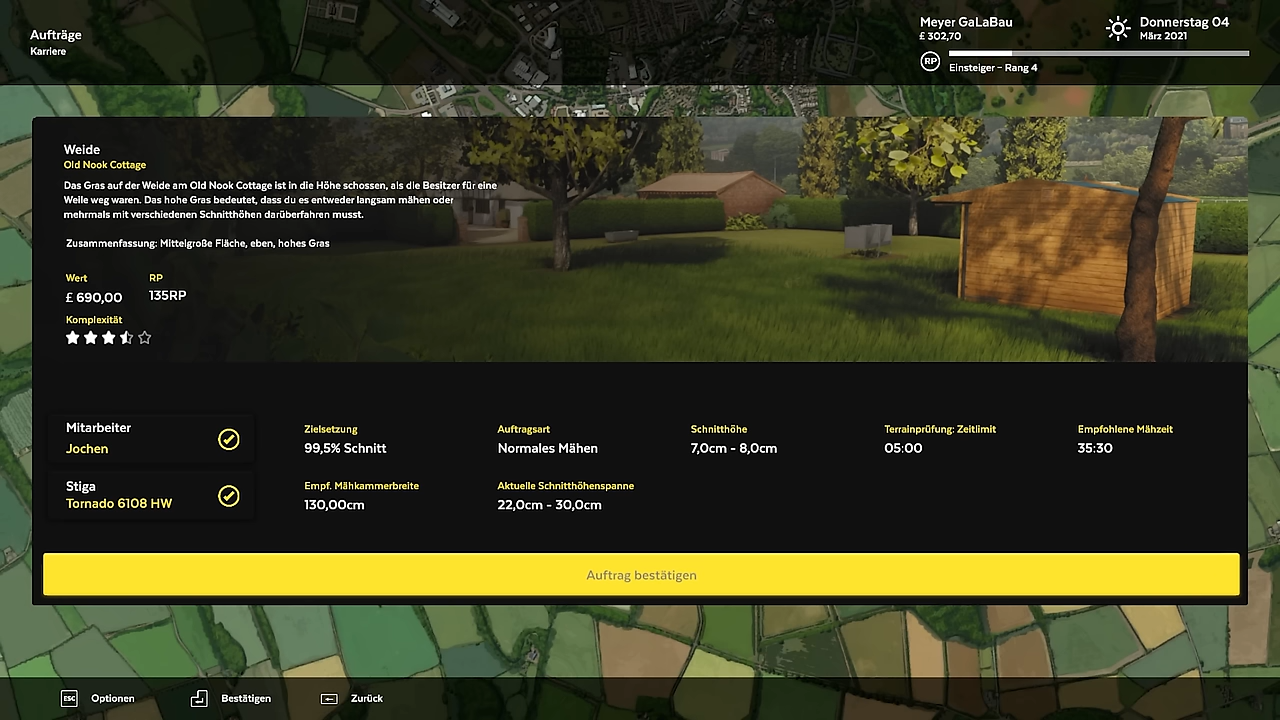 Aufträge
Karriere
Meyer GaLaBau
£ 302,70
Donnerstag 04
März 2021
RP
Einsteiger – Rang 4
Weide
Old Nook Cottage
Das Gras auf der Weide am Old Nook Cottage ist in die Höhe schossen, als die Besitzer für eine
Weile weg waren. Das hohe Gras bedeutet, dass du es entweder langsam mähen oder
mehrmals mit verschiedenen Schnitthöhen darüberfahren musst.
Zusammenfassung: Mittelgroße Fläche, eben, hohes Gras
Wert
£ 690,00
RP
135RP
Komplexität
Mitarbeiter
Jochen
Stiga
Tornado 6108 HW
Zielsetzung
99,5% Schnitt
Auftragsart
Normales Mähen
Schnitthöhe
7,0cm - 8,0cm
Terrainprüfung: Zeitlimit
05:00
Empfohlene Mähzeit
35:30
Empf. Mähkammerbreite
130,00cm
Aktuelle Schnitthöhenspanne
22,0cm - 30,0cm
Auftrag bestätigen
ESC Optionen
Bestätigen
Zurück